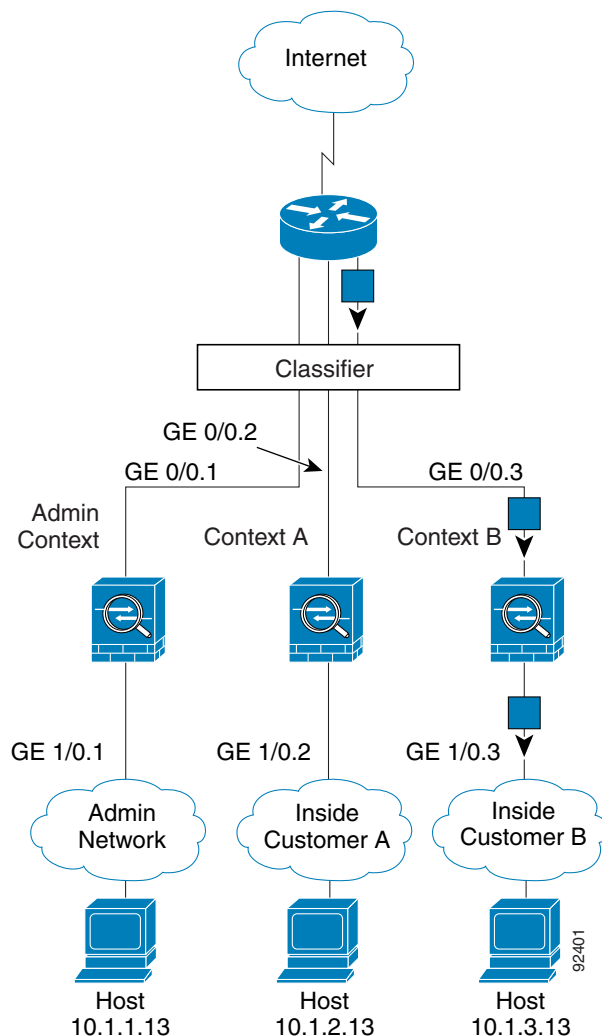 Internet
Classifier
GE 0/0.2
GE 0/0.1
GE 0/0.3
Admin
Context
Context A
Context B
GE 1/0.1
GE 1/0.2
GE 1/0.3
Admin
Network
Inside
Customer A
Inside
Customer B
Host
10.1.1.13
Host
10.1.2.13
Host
10.1.3.13
92401